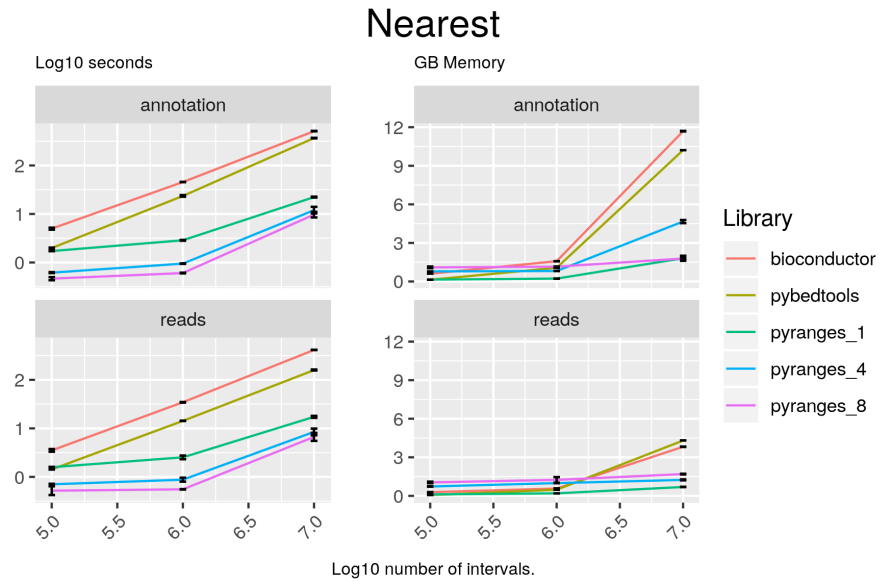 Nearest
Log10 seconds
GB Memory
annotation
annotation
2
1
0
12
9
6
3
0
reads
reads
2
1
0
12
9
6
3
0
5.0
5.5
6.0
6.5
7.0
5.0
5.5
6.0
6.5
7.0
Log10 number of intervals.
Library
bioconductor
pybedtools
pyranges_1
pyranges_4
pyranges_8